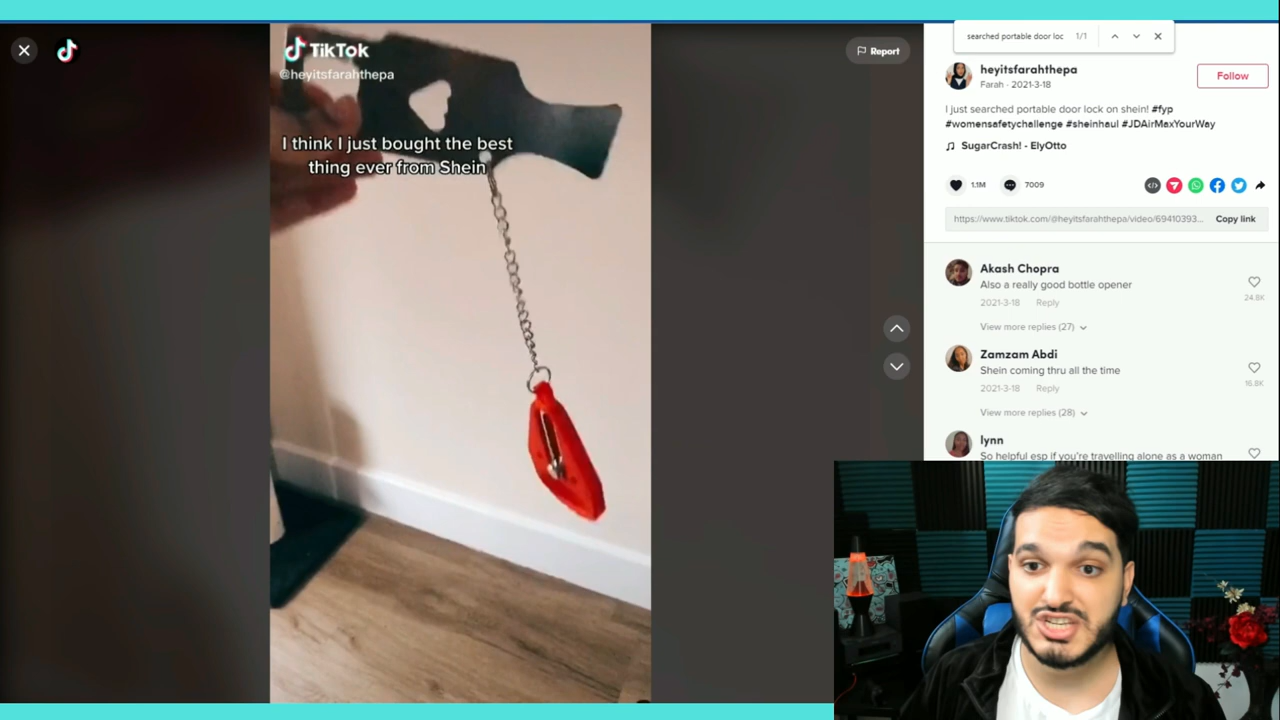 TikTok
@heyitsfarahthepa
I think I just bought the best
thing ever from Shein
Report
searched portable door loc
1/1
heyitsfarahthepa
Farah · 2021-3-18
Follow
I just searched portable door lock on shein! #fyp
#womensafetychallenge #sheinhaul #JDAirMaxYourWay
SugarCrash! - ElyOtto
1.1M
7009
https://www.tiktok.com/@heyitsfarahthepa/video/69410393...
Copy link
Akash Chopra
Also a really good bottle opener
2021-3-18 Reply
24.8K
View more replies (27)
Zamzam Abdi
Shein coming thru all the time
2021-3-18 Reply
16.8K
View more replies (28)
lynn
So helpful esp if you're travelling alone as a woman